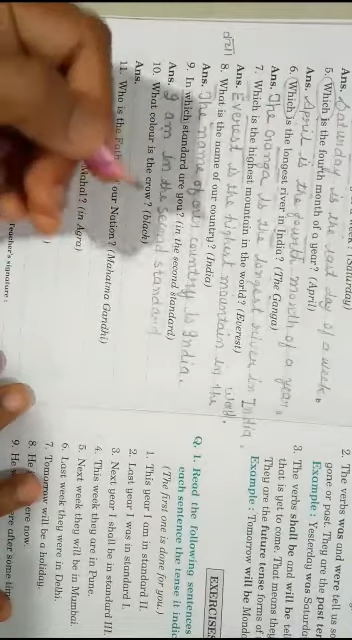 (Saturday)
Ans. Saturday is the last day of a week.
5. Which is the fourth month of a year? (April)
Ans. April is the fourth month of a year.
6. Which is the longest river in India? (The Ganga)
Ans. The Ganga is the longest river in India.
7. Which is the highest mountain in the world? (Everest)
Ans. Everest is the highest mountain in the
world.
8. What is the name of our country? (India)
Ans. The name of our country is India.
9. In which standard are you? (in the second standard)
Ans. I am in the second standard
10. What colour is the crow? (black)
Ans.
11. Who is the our Nation? (Mahatma Gandhi)
Mahal? (in Agra)
Teacher's signature :
2. The verbs was and were tell us
gone or past. They are the past
Example : Yesterday was
3. The verbs shall and will be
that is yet to come. That means
They are the future tense forms
Example : Tomorrow will be
EXERCISES
Q. 1. Read the following sentences
each sentence the tense it
(The first one is done for you.)
1. This year I am in standard II.
2. Last year I was in standard I.
3. Next year I shall be in standard III.
4. This week they are in Pune.
5. Next week they will be in Mumbai.
6. Last week they were in Delhi.
7. Tomorrow will be a holiday.
8. He now.
9. He after some